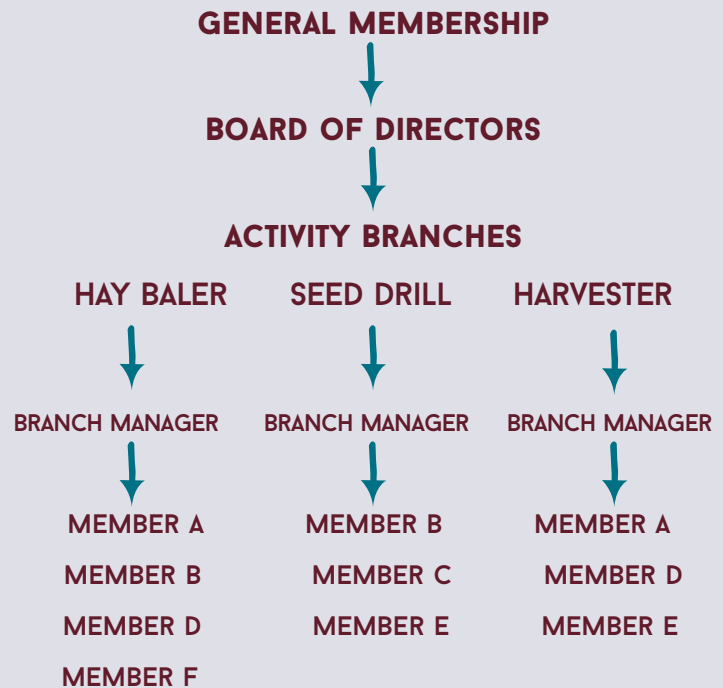 GENERAL MEMBERSHIP
BOARD OF DIRECTORS
ACTIVITY BRANCHES
HAY BALER SEED DRILL HARVESTER
BRANCH MANAGER BRANCH MANAGER BRANCH MANAGER
MEMBER A MEMBER B MEMBER A
MEMBER B MEMBER C MEMBER D
MEMBER D MEMBER E MEMBER E
MEMBER F